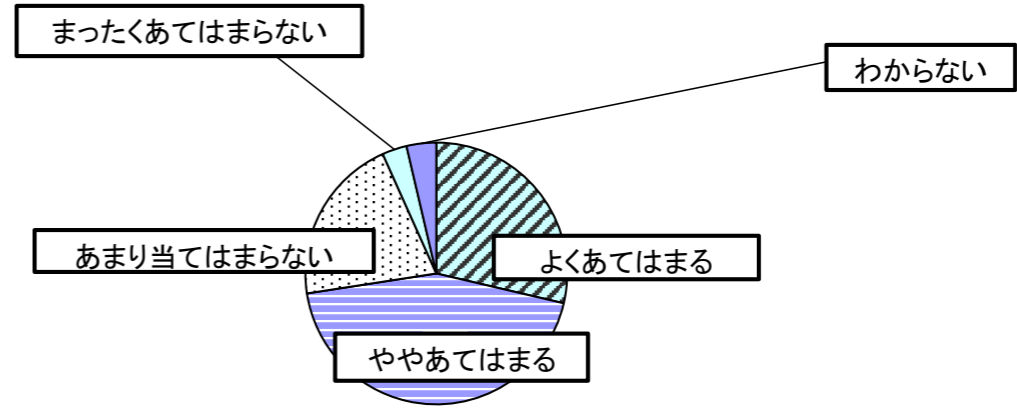 まったくあてはまらない
わからない
あまり当てはまらない
よくあてはまる
ややあてはまる